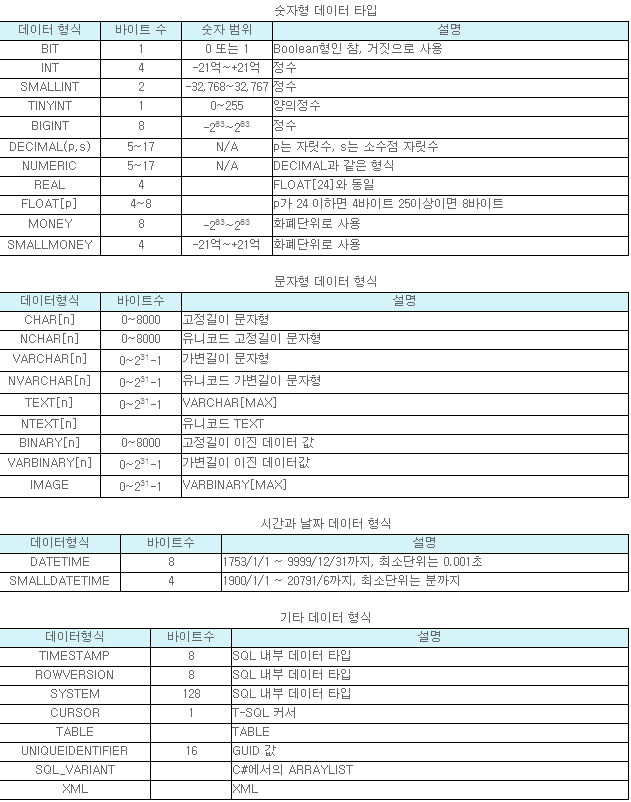 숫자형 데이터 타입
데이터 형식 바이트 수 숫자 범위 설명
BIT 1 0 또는 1 Boolean형인 참, 거짓으로 사용
INT 4 -21억~+21억 정수
SMALLINT 2 -32,768~32,767 정수
TINYINT 1 0~255 양의정수
BIGINT 8 -2⁶³~2⁶³ 정수
DECIMAL(p,s) 5~17 N/A p는 자릿수, s는 소수점 자릿수
NUMERIC 5~17 N/A DECIMAL과 같은 형식
REAL 4 FLOAT[24]와 동일
FLOAT[p] 4~8 p가 24 이하면 4바이트 25이상이면 8바이트
MONEY 8 -2⁶³~2⁶³ 화폐단위로 사용
SMALLMONEY 4 -21억~+21억 화폐단위로 사용
문자형 데이터 형식
데이터형식 바이트수 설명
CHAR[n] 0~8000 고정길이 문자형
NCHAR[n] 0~8000 유니코드 고정길이 문자형
VARCHAR[n] 0~2³¹-1 가변길이 문자형
NVARCHAR[n] 0~2³¹-1 유니코드 가변길이 문자형
TEXT[n] 0~2³¹-1 VARCHAR[MAX]
NTEXT[n] 유니코드 TEXT
BINARY[n] 0~8000 고정길이 이진 데이터 값
VARBINARY[n] 0~2³¹-1 가변길이 이진 데이터값
IMAGE 0~2³¹-1 VARBINARY[MAX]
시간과 날짜 데이터 형식
데이터형식 바이트수 설명
DATETIME 8 1753/1/1 ~ 9999/12/31까지, 최소단위는 0.001초
SMALLDATETIME 4 1900/1/1 ~ 20791/6까지, 최소단위는 분까지
기타 데이터 형식
데이터형식 바이트수 설명
TIMESTAMP 8 SQL 내부 데이터 타입
ROWVERSION 8 SQL 내부 데이터 타입
SYSTEM 128 SQL 내부 데이터 타입
CURSOR 1 T-SQL 커서
TABLE TABLE
UNIQUEIDENTIFIER 16 GUID 값
SQL_VARIANT C#에서의 ARRAYLIST
XML XML